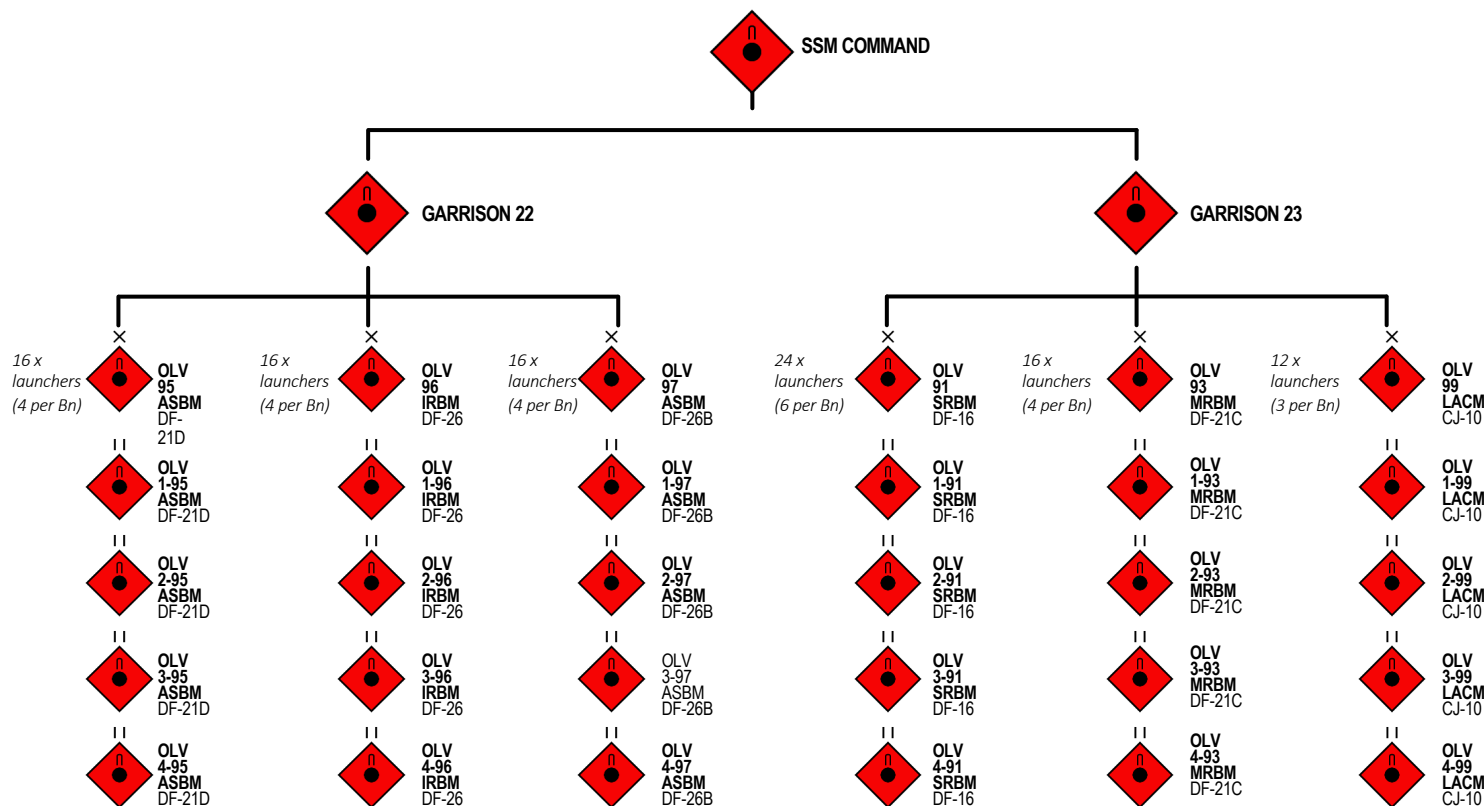 SSM COMMAND
GARRISON 22
GARRISON 23
16 x
launchers
(4 per Bn)
OLV
95
ASBM
DF-
21D
16 x
launchers
(4 per Bn)
OLV
96
IRBM
DF-26
16 x
launchers
(4 per Bn)
OLV
97
ASBM
DF-26B
24 x
launchers
(6 per Bn)
OLV
91
SRBM
DF-16
16 x
launchers
(4 per Bn)
OLV
93
MRBM
DF-21C
12 x
launchers
(3 per Bn)
OLV
99
LACM
CJ-10
OLV
1-95
ASBM
DF-21D
OLV
1-96
IRBM
DF-26
OLV
1-97
ASBM
DF-26B
OLV
1-91
SRBM
DF-16
OLV
1-93
MRBM
DF-21C
OLV
1-99
LACM
CJ-10
OLV
2-95
ASBM
DF-21D
OLV
2-96
IRBM
DF-26
OLV
2-97
ASBM
DF-26B
OLV
2-91
SRBM
DF-16
OLV
2-93
MRBM
DF-21C
OLV
2-99
LACM
CJ-10
OLV
3-95
ASBM
DF-21D
OLV
3-96
IRBM
DF-26
OLV
3-97
ASBM
DF-26B
OLV
3-91
SRBM
DF-16
OLV
3-93
MRBM
DF-21C
OLV
3-99
LACM
CJ-10
OLV
4-95
ASBM
DF-21D
OLV
4-96
IRBM
DF-26
OLV
4-97
ASBM
DF-26B
OLV
4-91
SRBM
DF-16
OLV
4-93
MRBM
DF-21C
OLV
4-99
LACM
CJ-10